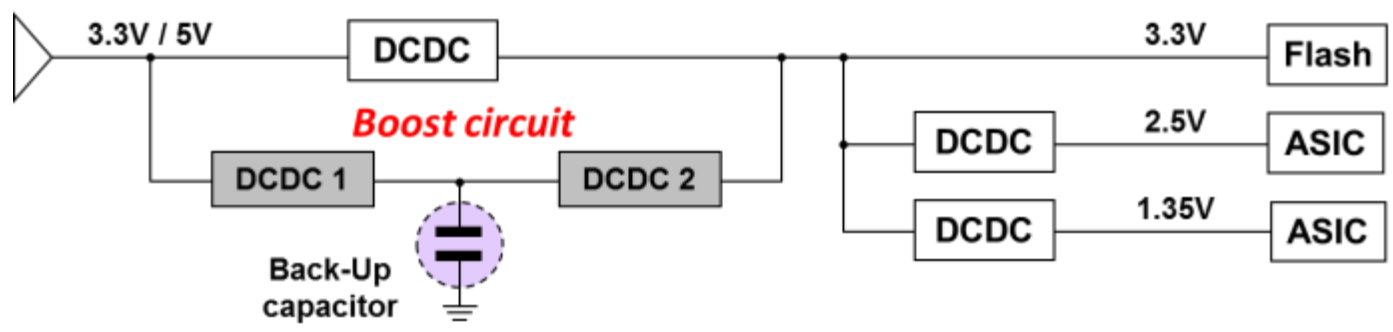 3.3V / 5V
DCDC
3.3V
Flash
Boost circuit
2.5V
DCDC
ASIC
DCDC 1
DCDC 2
1.35V
DCDC
ASIC
Back-Up
capacitor